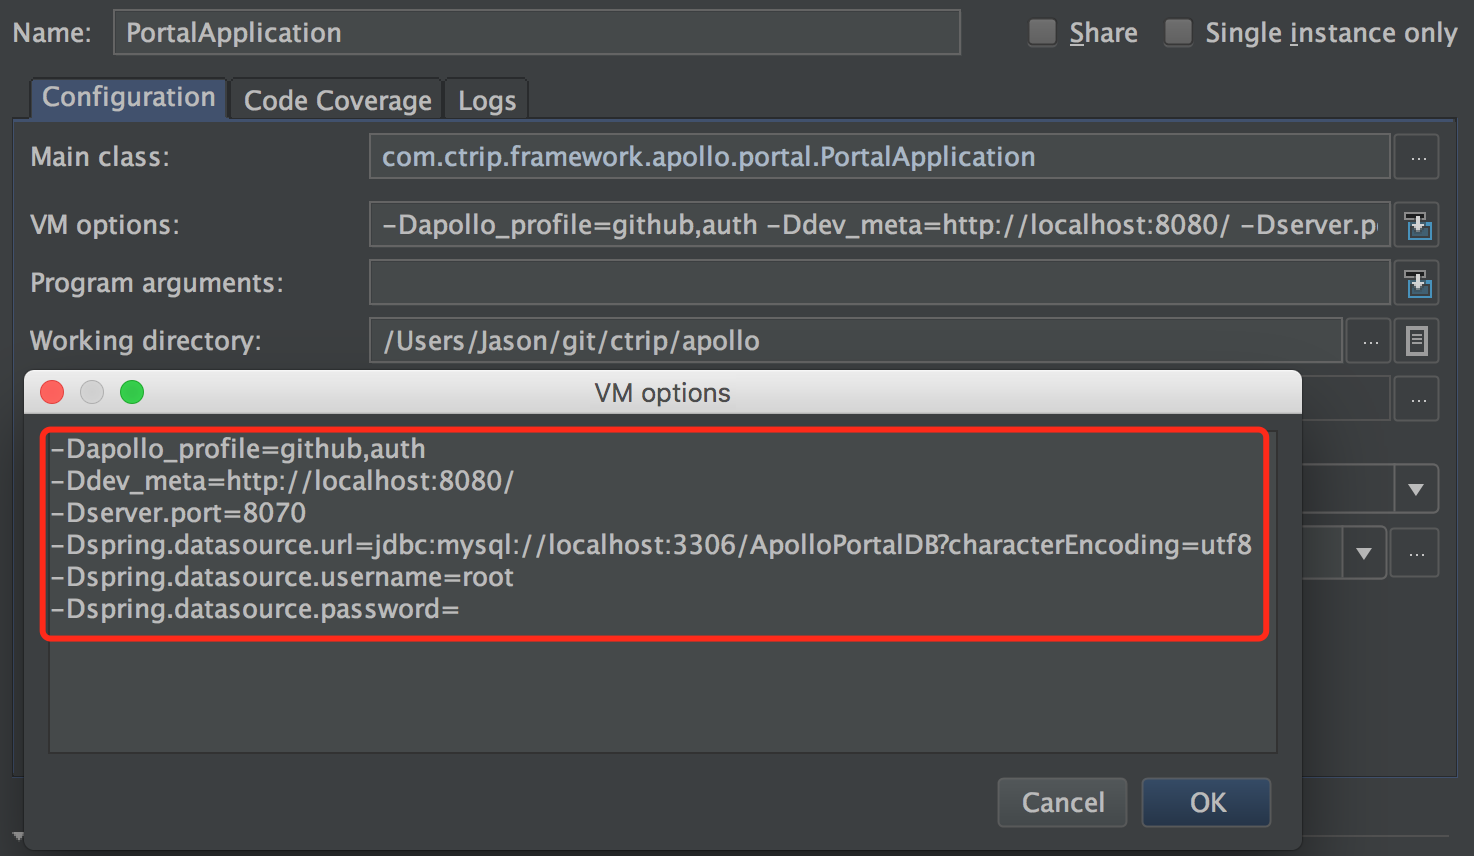 Name: PortalApplication Share Single instance only
Configuration Code Coverage Logs
Main class: com.ctrip.framework.apollo.portal.PortalApplication ...
VM options: -Dapollo_profile=github,auth -Ddev_meta=http://localhost:8080/ -Dserver.p
Program arguments:
Working directory: /Users/Jason/git/ctrip/apollo ...
VM options
...
-Dapollo_profile=github,auth
-Ddev_meta=http://localhost:8080/
-Dserver.port=8070
-Dspring.datasource.url=jdbc:mysql://localhost:3306/ApolloPortalDB?characterEncoding=utf8
...
-Dspring.datasource.username=root
-Dspring.datasource.password=
Cancel OK